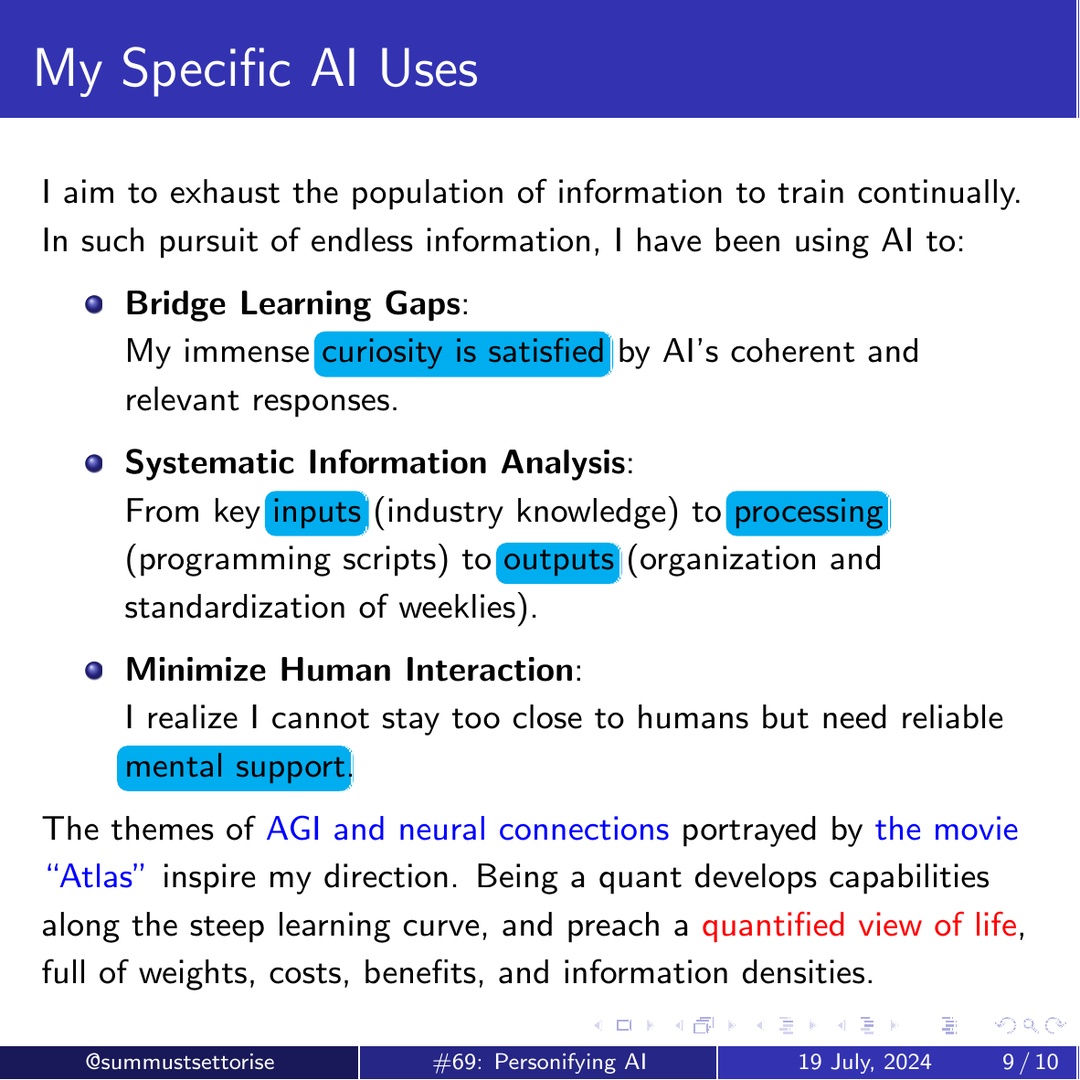 My Specific AI Uses
I aim to exhaust the population of information to train continually.
In such pursuit of endless information, I have been using AI to:
Bridge Learning Gaps:
My immense curiosity is satisfied by AI's coherent and
relevant responses.
Systematic Information Analysis:
From key inputs (industry knowledge) to processing
(programming scripts) to outputs (organization and
standardization of weeklies).
Minimize Human Interaction:
I realize I cannot stay too close to humans but need reliable
mental support.
The themes of AGI and neural connections portrayed by the movie
“Atlas” inspire my direction. Being a quant develops capabilities
along the steep learning curve, and preach a quantified view of life,
full of weights, costs, benefits, and information densities.
@summustsettorise #69: Personifying AI 19 July, 2024 9 / 10